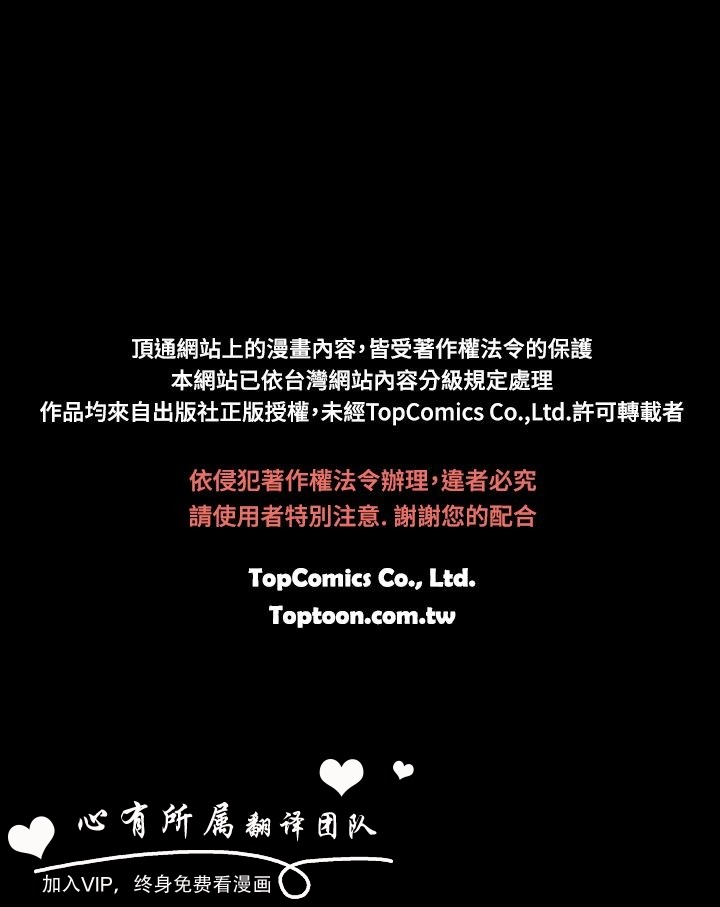 頂通網站上的漫畫內容,皆受著作權法令的保護
本網站已依台灣網站內容分級規定處理
作品均來自出版社正版授權,未經TopComics Co.,Ltd.許可轉載者
依侵犯著作權法令辦理,違者必究
請使用者特別注意. 謝謝您的配合
TopComics Co., Ltd.
Toptoon.com.tw
心有所属翻译团队
加入VIP，终身免费看漫画